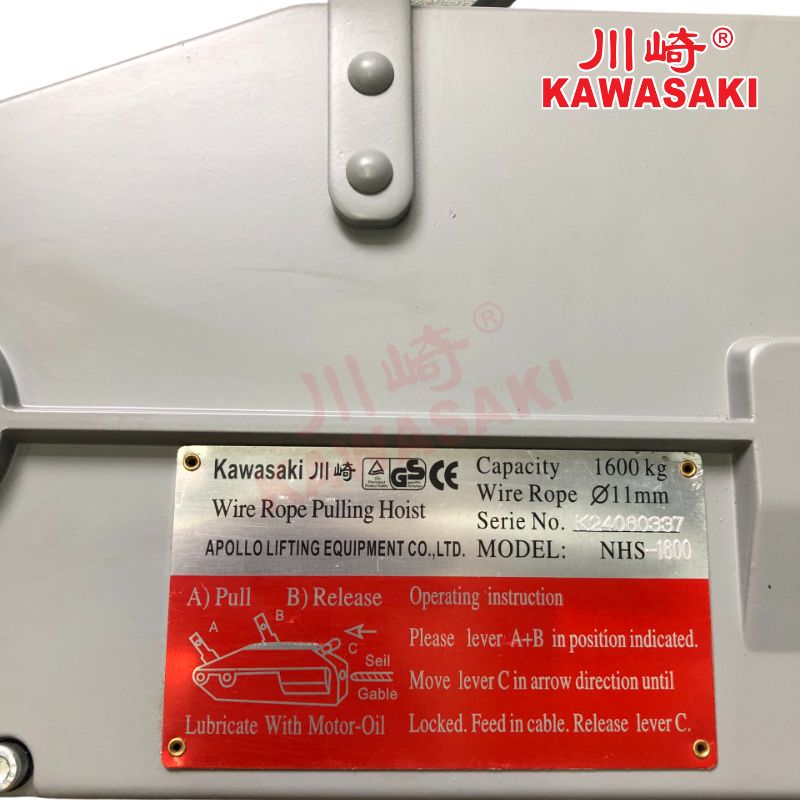 川崎®
KAWASAKI
川崎®
KAWASAKI
Kawasaki 川崎 GS CE
Wire Rope Pulling Hoist
APOLLO LIFTING EQUIPMENT CO.,LTD.
Capacity 1600 kg
Wire Rope Ø11mm
Serie No. K24060337
MODEL: NHS-1600
A) Pull B) Release
A
B
C
Seil
Gable
Lubricate With Motor-Oil
Operating instruction
Please lever A+B in position indicated.
Move lever C in arrow direction until
Locked. Feed in cable. Release lever C.